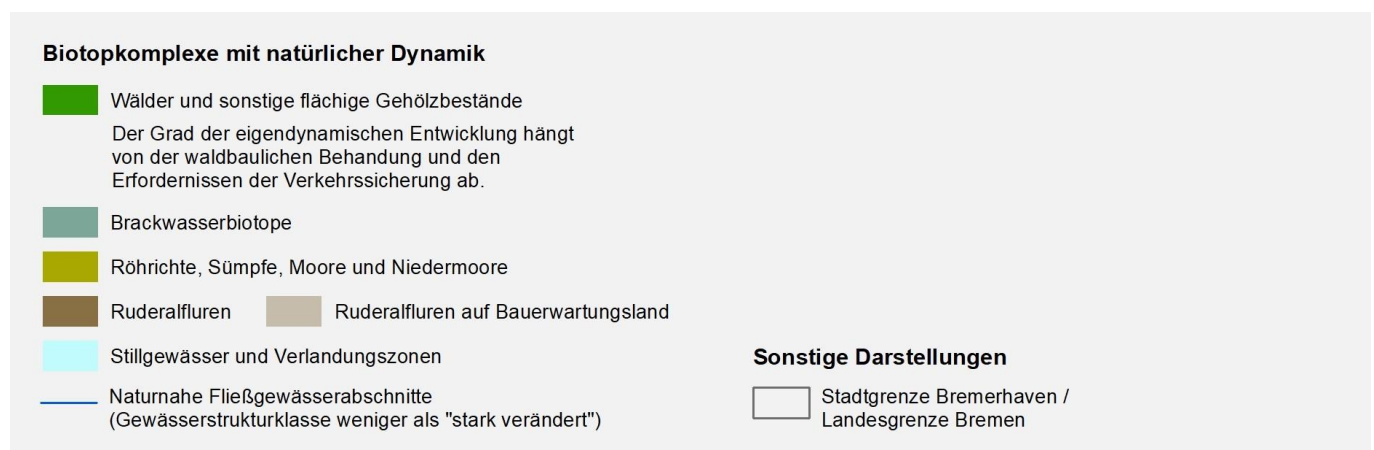 Biotopkomplexe mit natürlicher Dynamik
Wälder und sonstige flächige Gehölzbestände
Der Grad der eigendynamischen Entwicklung hängt
von der waldbaulichen Behandung und den
Erfordernissen der Verkehrssicherung ab.
Brackwasserbiotope
Röhrichte, Sümpfe, Moore und Niedermoore
Ruderalfluren
Ruderalfluren auf Bauerwartungsland
Stillgewässer und Verlandungszonen
Naturnahe Fließgewässerabschnitte
(Gewässerstrukturklasse weniger als "stark verändert")
Sonstige Darstellungen
Stadtgrenze Bremerhaven /
Landesgrenze Bremen